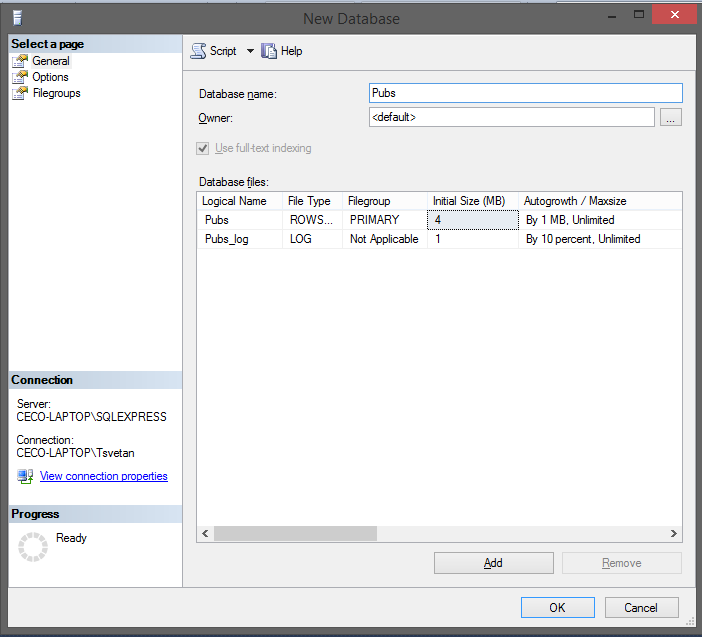 New Database
Select a page
General
Options
Filegroups
Script Help
Database name: Pubs
Owner: <default> ...
Use full-text indexing
Database files:
Logical Name File Type Filegroup Initial Size (MB) Autogrowth / Maxsize
Pubs ROWS... PRIMARY 4 By 1 MB, Unlimited
Pubs_log LOG Not Applicable 1 By 10 percent, Unlimited
Connection
Server:
CECO-LAPTOP\SQLEXPRESS
Connection:
CECO-LAPTOP\Tsvetan
View connection properties
Progress
Ready
Add Remove
OK Cancel